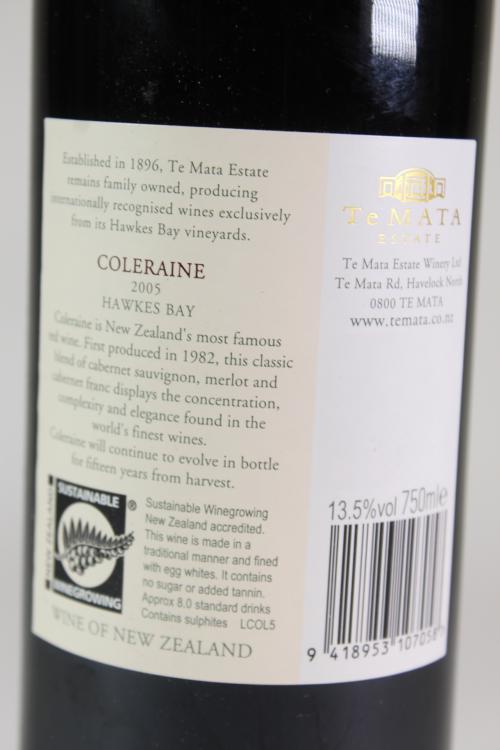 Established in 1896, Te Mata Estate
remains family owned, producing
internationally recognised wines exclusively
from its Hawkes Bay vineyards.
COLERAINE
2005
HAWKES BAY
Coleraine is New Zealand's most famous
red wine. First produced in 1982, this classic
blend of cabernet sauvignon, merlot and
cabernet franc displays the concentration,
complexity and elegance found in the
world's finest wines.
Coleraine will continue to evolve in bottle
for fifteen years from harvest.
NEW ZEALAND
SUSTAINABLE
WINEGROWING
®
Sustainable Winegrowing
New Zealand accredited.
This wine is made in a
traditional manner and fined
with egg whites. It contains
no sugar or added tannin.
Approx 8.0 standard drinks
Contains sulphites LCOL5
WINE OF NEW ZEALAND
Te MATA
ESTATE
Te Mata Estate Winery Ltd
Te Mata Rd, Havelock North
0800 TE MATA
www.temata.co.nz
13.5%vol 750ml e
9 418953 107058